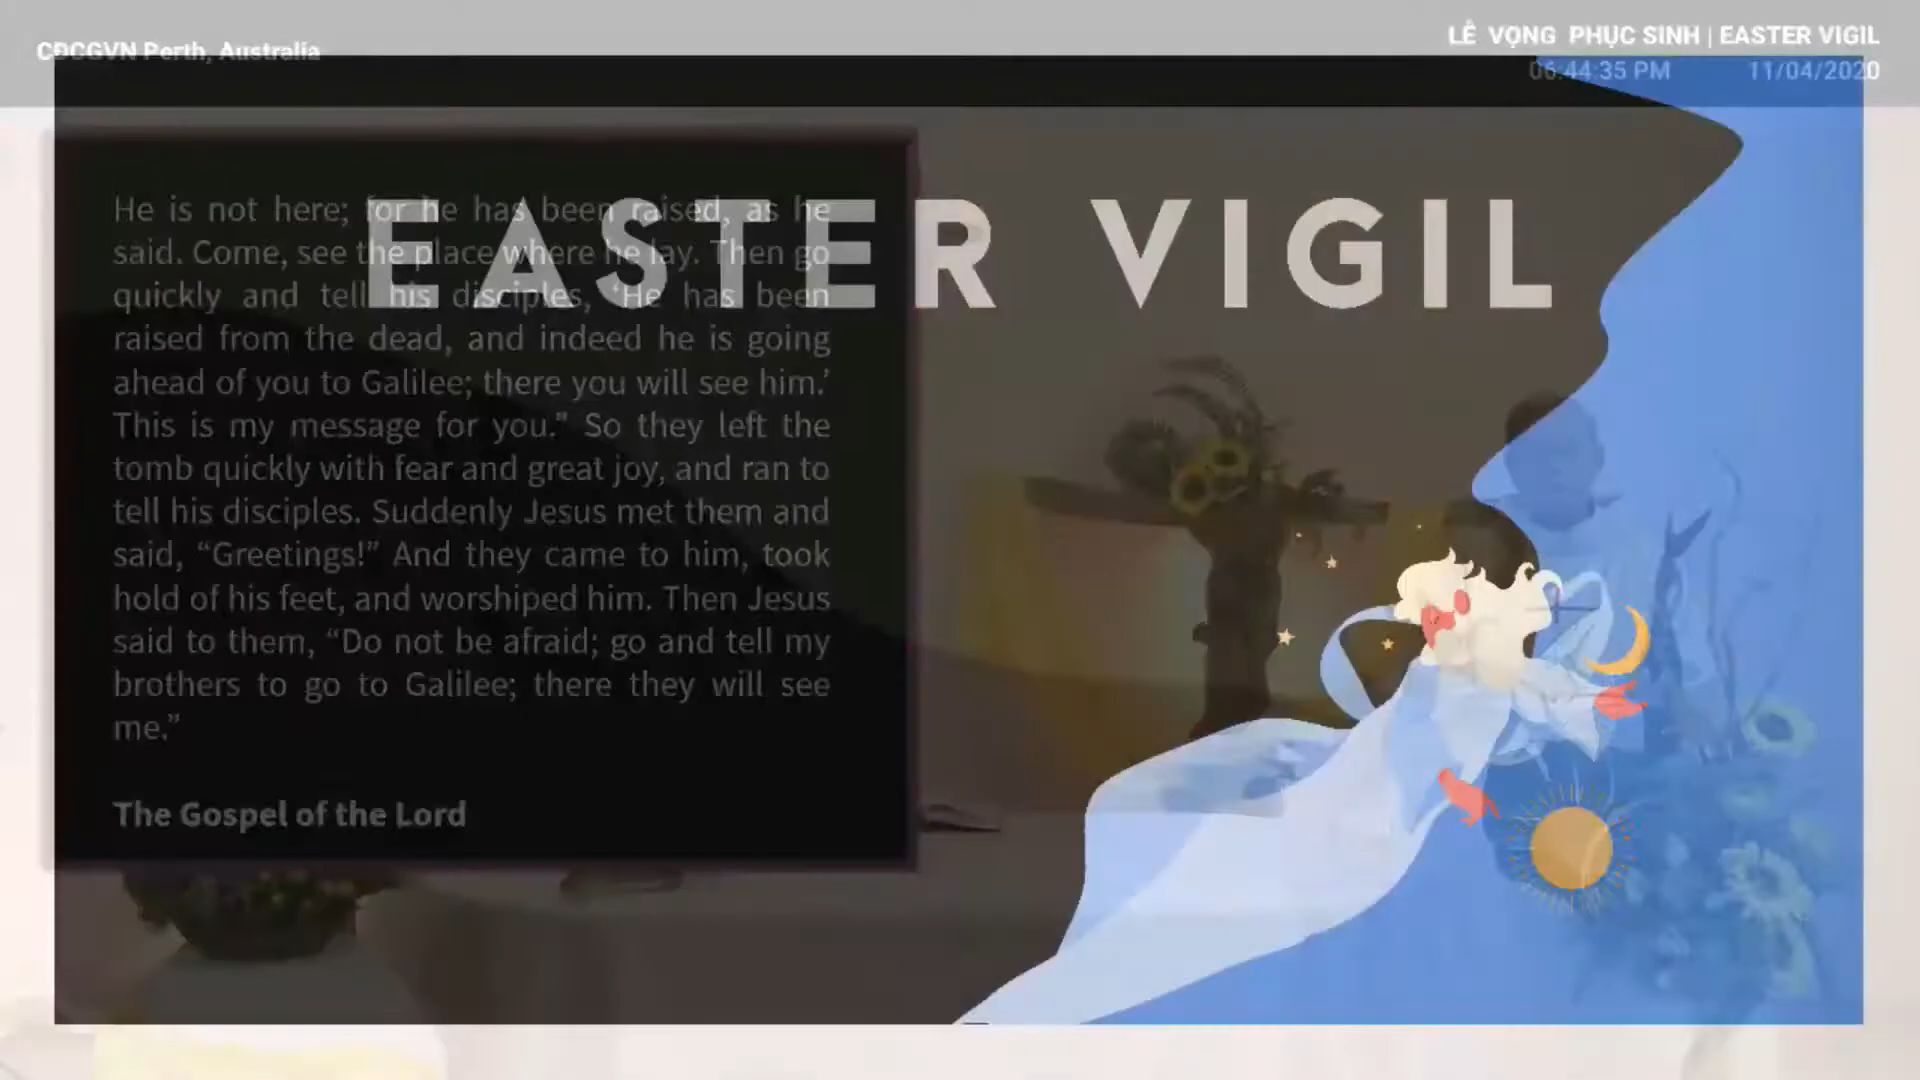 CĐCGVN Perth, Australia
LỄ VỌNG PHỤC SINH | EASTER VIGIL
06:44:35 PM 11/04/2020
EASTER VIGIL
He is not here; for he has been raised, as he
said. Come, see the place where he lay. Then go
quickly and tell his disciples, ‘He has been
raised from the dead, and indeed he is going
ahead of you to Galilee; there you will see him.’
This is my message for you.” So they left the
tomb quickly with fear and great joy, and ran to
tell his disciples. Suddenly Jesus met them and
said, “Greetings!” And they came to him, took
hold of his feet, and worshiped him. Then Jesus
said to them, “Do not be afraid; go and tell my
brothers to go to Galilee; there they will see
me.”
The Gospel of the Lord